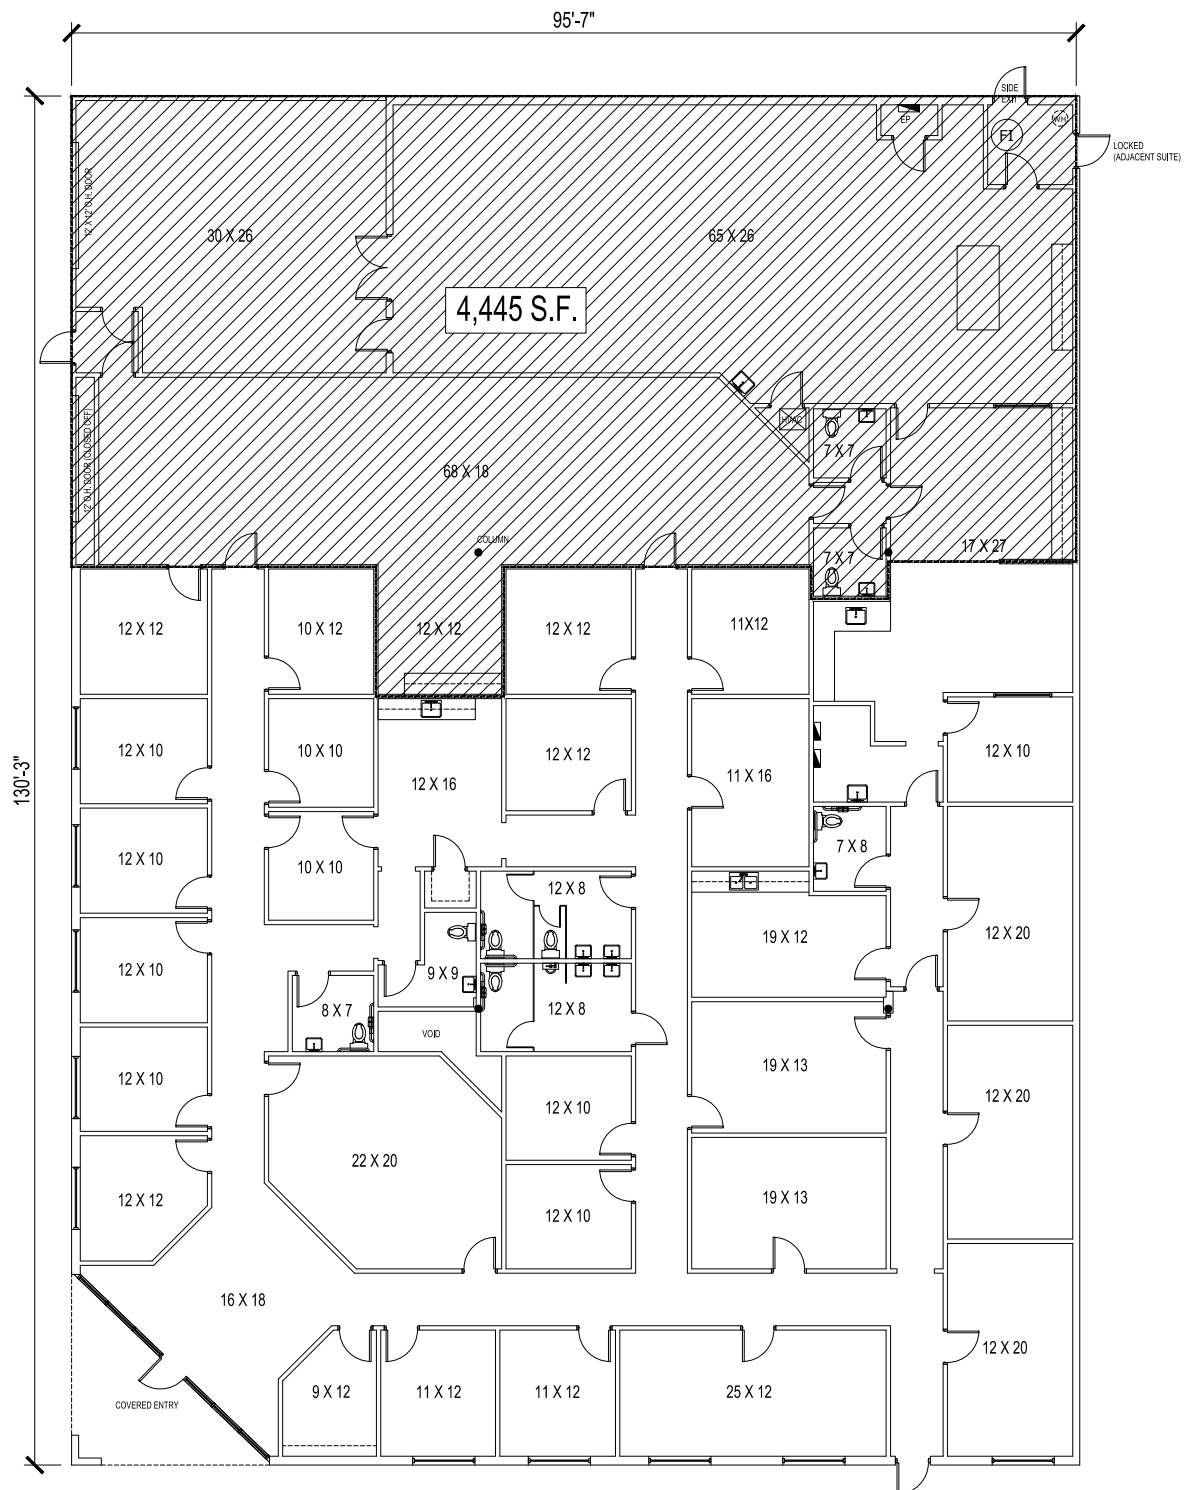 95'-7"
SIDE
EXIT
EP
WH
FI
LOCKED
(ADJACENT SUITE)
12' X 12' O.H. DOOR
30 X 26
65 X 26
4,445 S.F.
HVAC
7 X 7
12' O.H. DOOR (CLOSED OFF)
68 X 18
COLUMN
17 X 27
7 X 7
12 X 12
10 X 12
12 X 12
12 X 12
11X12
130'-3"
12 X 10
10 X 10
12 X 16
12 X 12
11 X 16
12 X 10
12 X 10
10 X 10
7 X 8
12 X 8
12 X 20
19 X 12
12 X 10
9 X 9
8 X 7
12 X 8
VOID
12 X 10
19 X 13
12 X 20
12 X 10
22 X 20
12 X 12
12 X 10
19 X 13
16 X 18
12 X 20
COVERED ENTRY
9 X 12
11 X 12
11 X 12
25 X 12